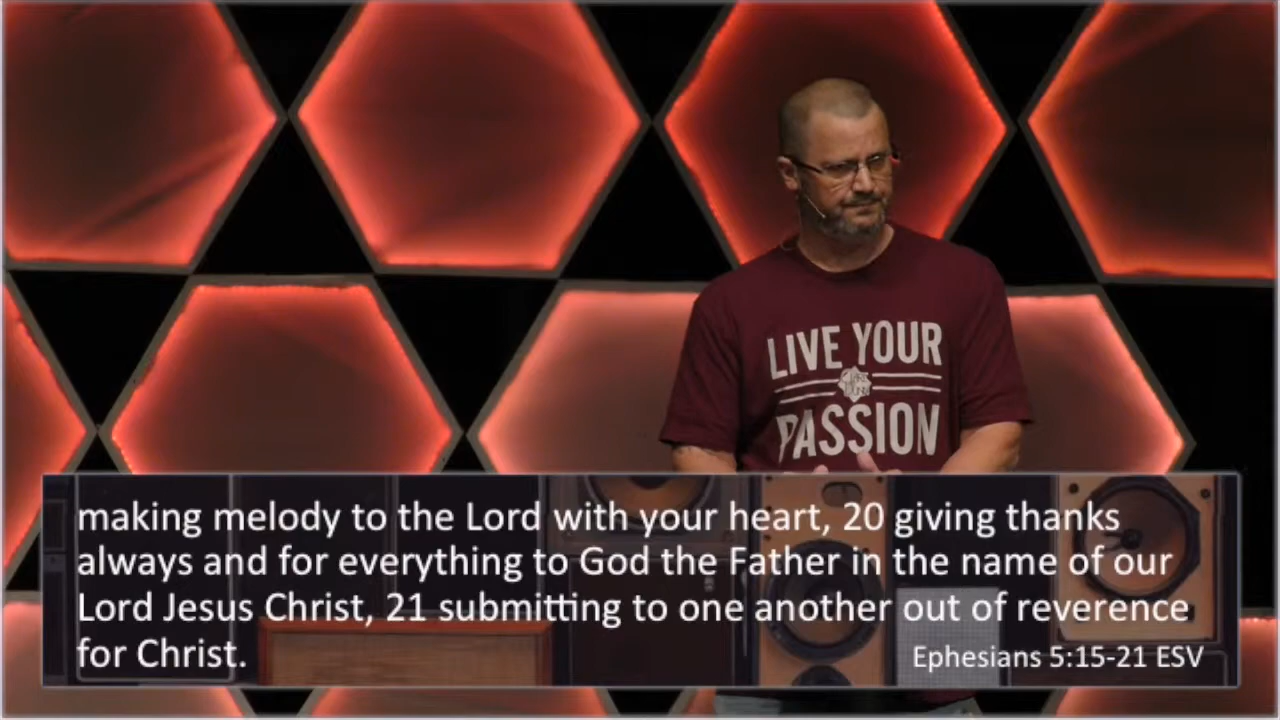 LIVE YOUR
PASSION
making melody to the Lord with your heart, 20 giving thanks
always and for everything to God the Father in the name of our
Lord Jesus Christ, 21 submitting to one another out of reverence
for Christ.
Ephesians 5:15-21 ESV